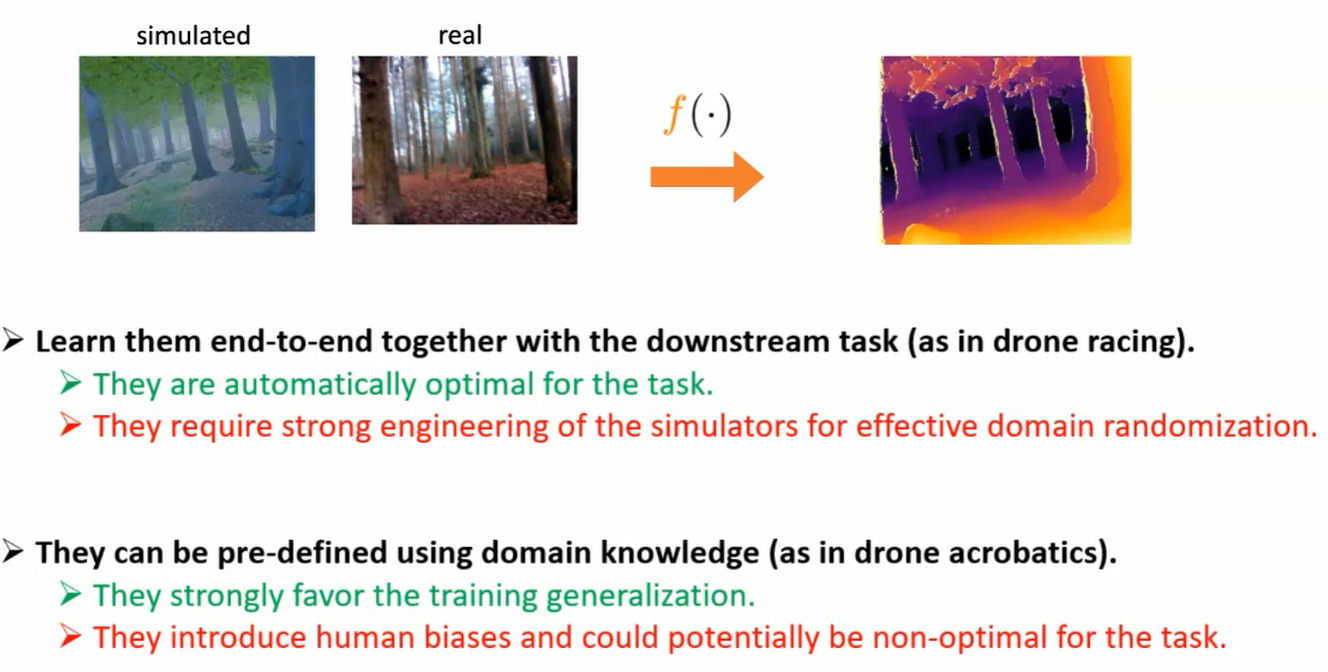 simulated real
f(·)
➢ Learn them end-to-end together with the downstream task (as in drone racing).
➢ They are automatically optimal for the task.
➢ They require strong engineering of the simulators for effective domain randomization.
➢ They can be pre-defined using domain knowledge (as in drone acrobatics).
➢ They strongly favor the training generalization.
➢ They introduce human biases and could potentially be non-optimal for the task.